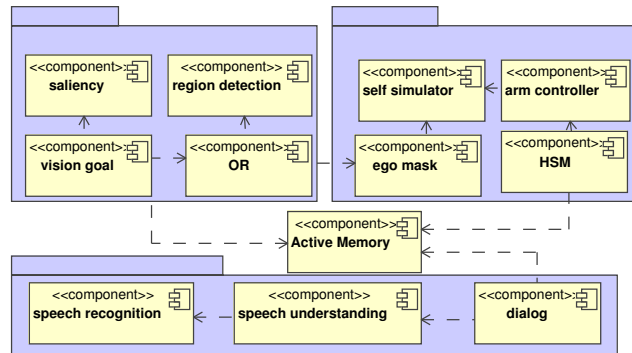 <<component>>
saliency
<<component>>
region detection
<<component>>
self simulator
<<component>>
arm controller
<<component>>
vision goal
<<component>>
OR
<<component>>
ego mask
<<component>>
HSM
<<component>>
Active Memory
<<component>>
speech recognition
<<component>>
speech understanding
<<component>>
dialog